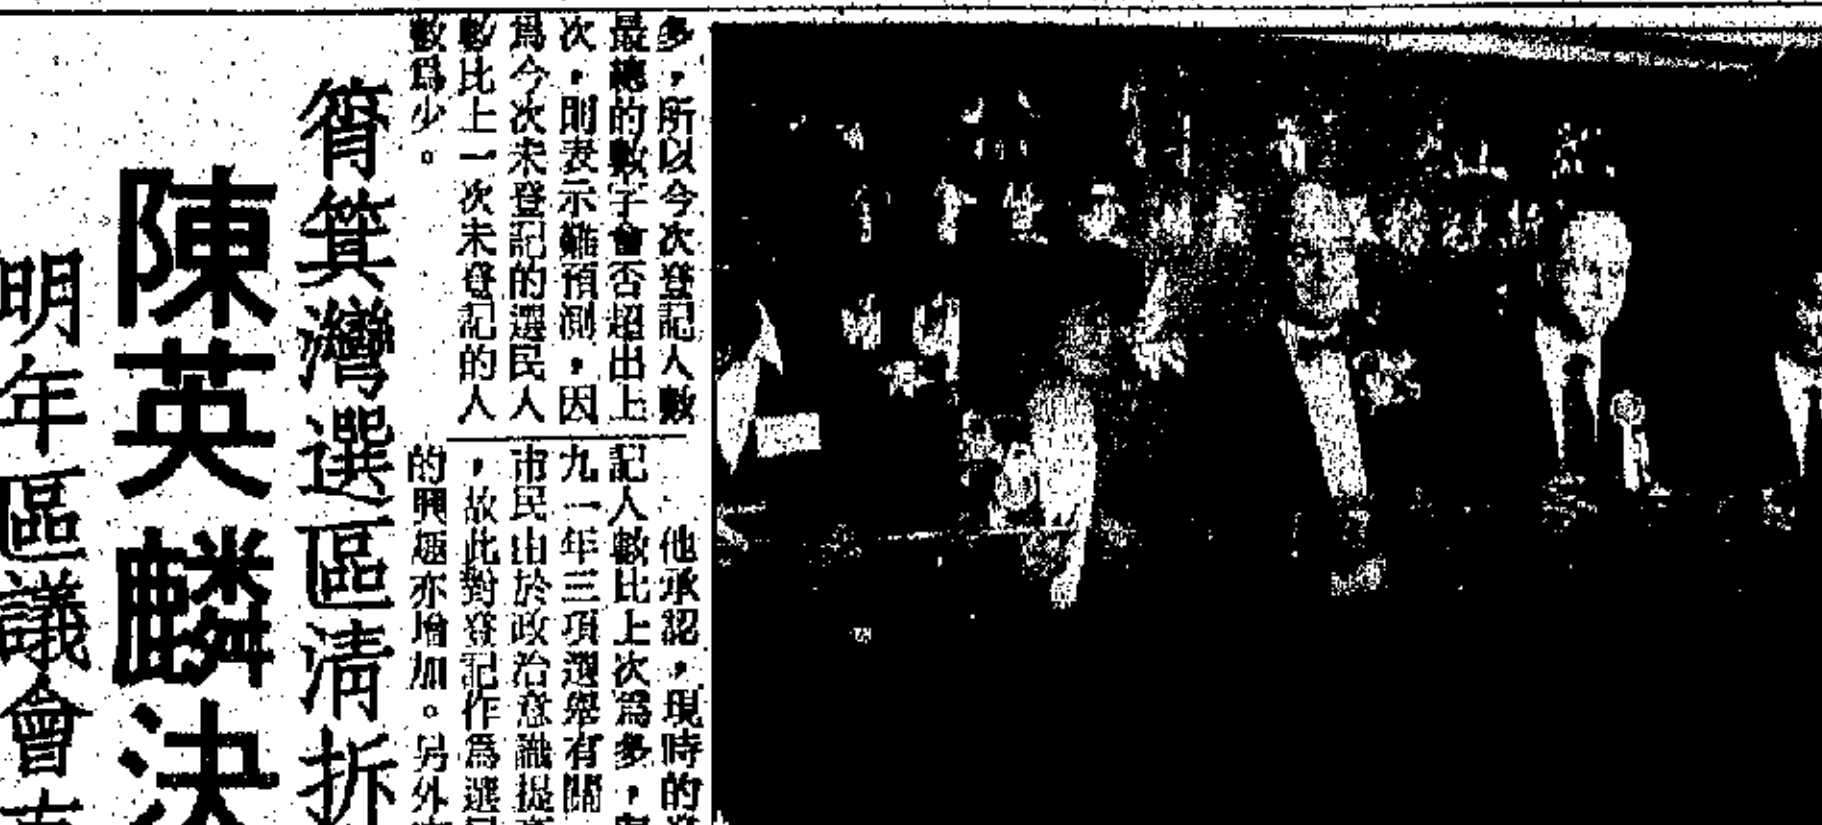 多，所以今次登記人數
最總的數字會否超出上
次，則表示難預測，因
爲今次未登記的選民人
數比上一次未登記的人
數爲少。
他承認，現時的
記人數比上次爲多，
九一年三項選舉有關
市民由於政治意識提
，故此對登記作爲選
的興趣亦增加。另外
筲箕灣選區清拆
陳英麟決
明年區議會